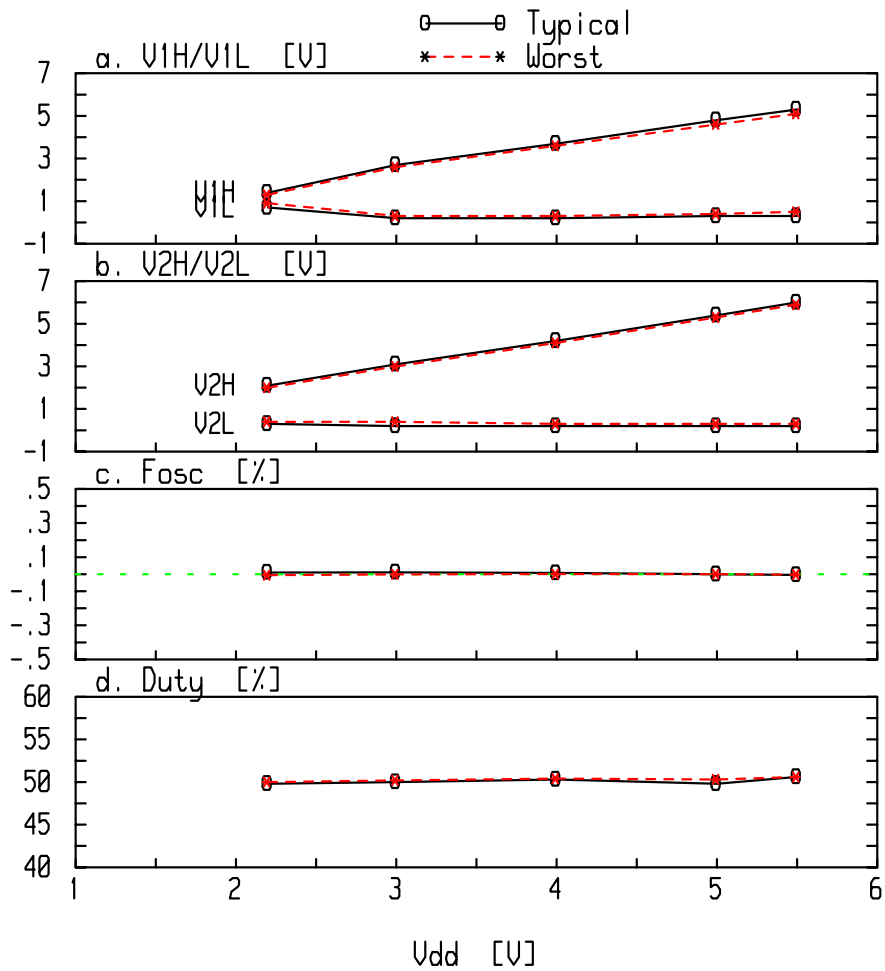 Typical
Worst
a. V1H/V1L [V]
7
5
3
1
-1
V1H
V1L
b. V2H/V2L [V]
7
5
3
1
-1
V2H
V2L
c. Fosc [%]
.5
.3
.1
-.1
-.3
-.5
d. Duty [%]
60
55
50
45
40
1 2 3 4 5 6
Vdd [V]